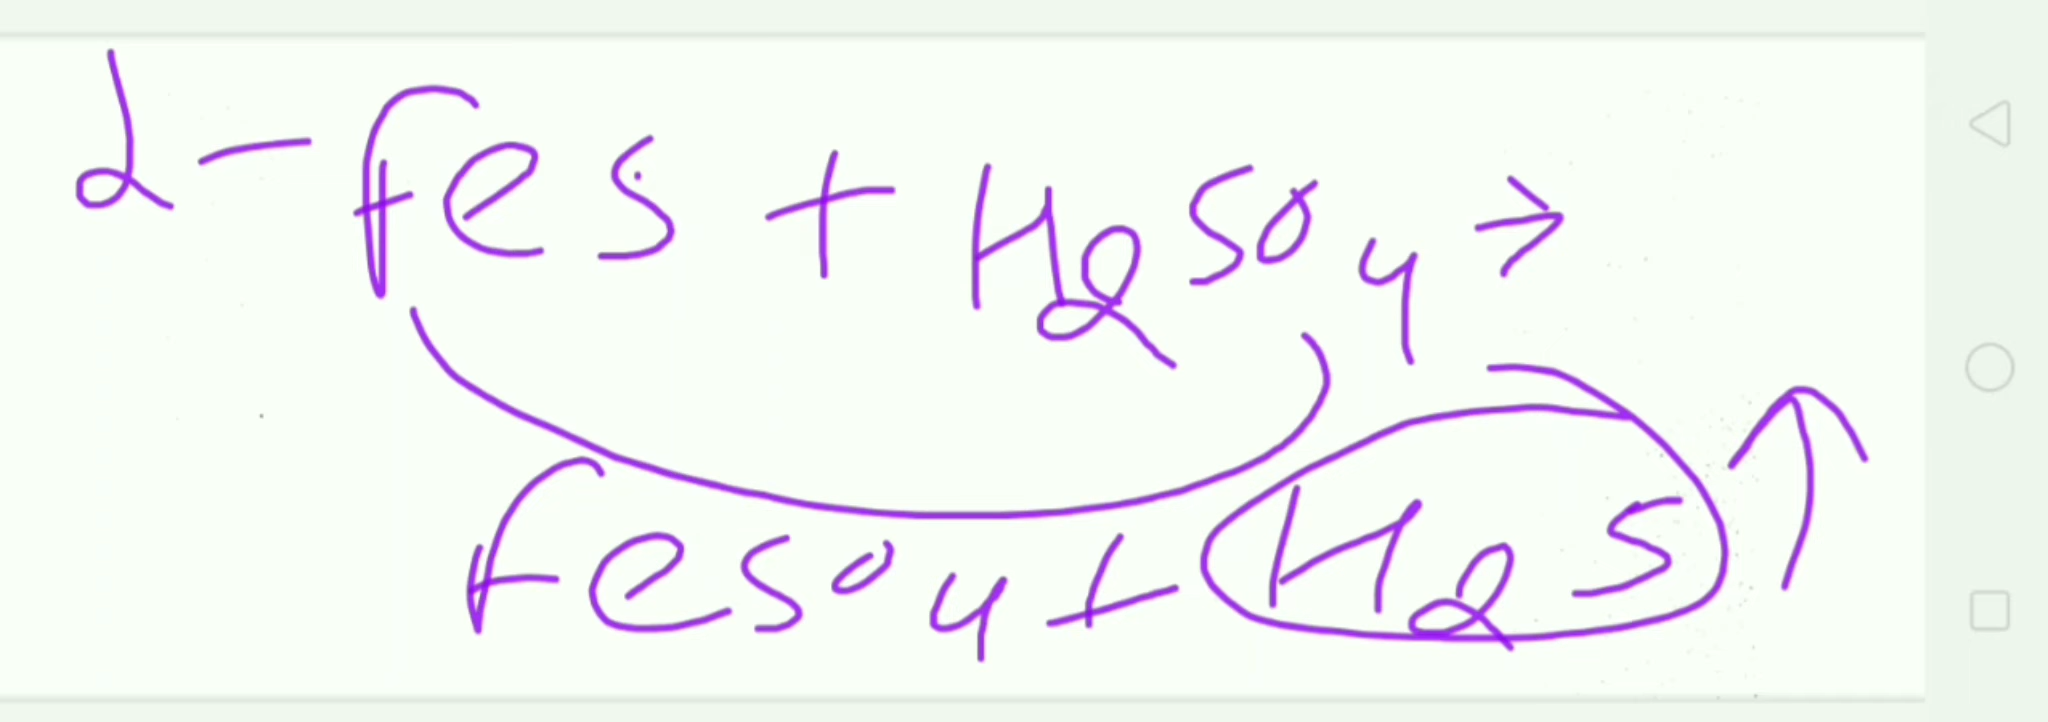 2- FeS + H2SO4 →
FeSO4 + H2S ↑